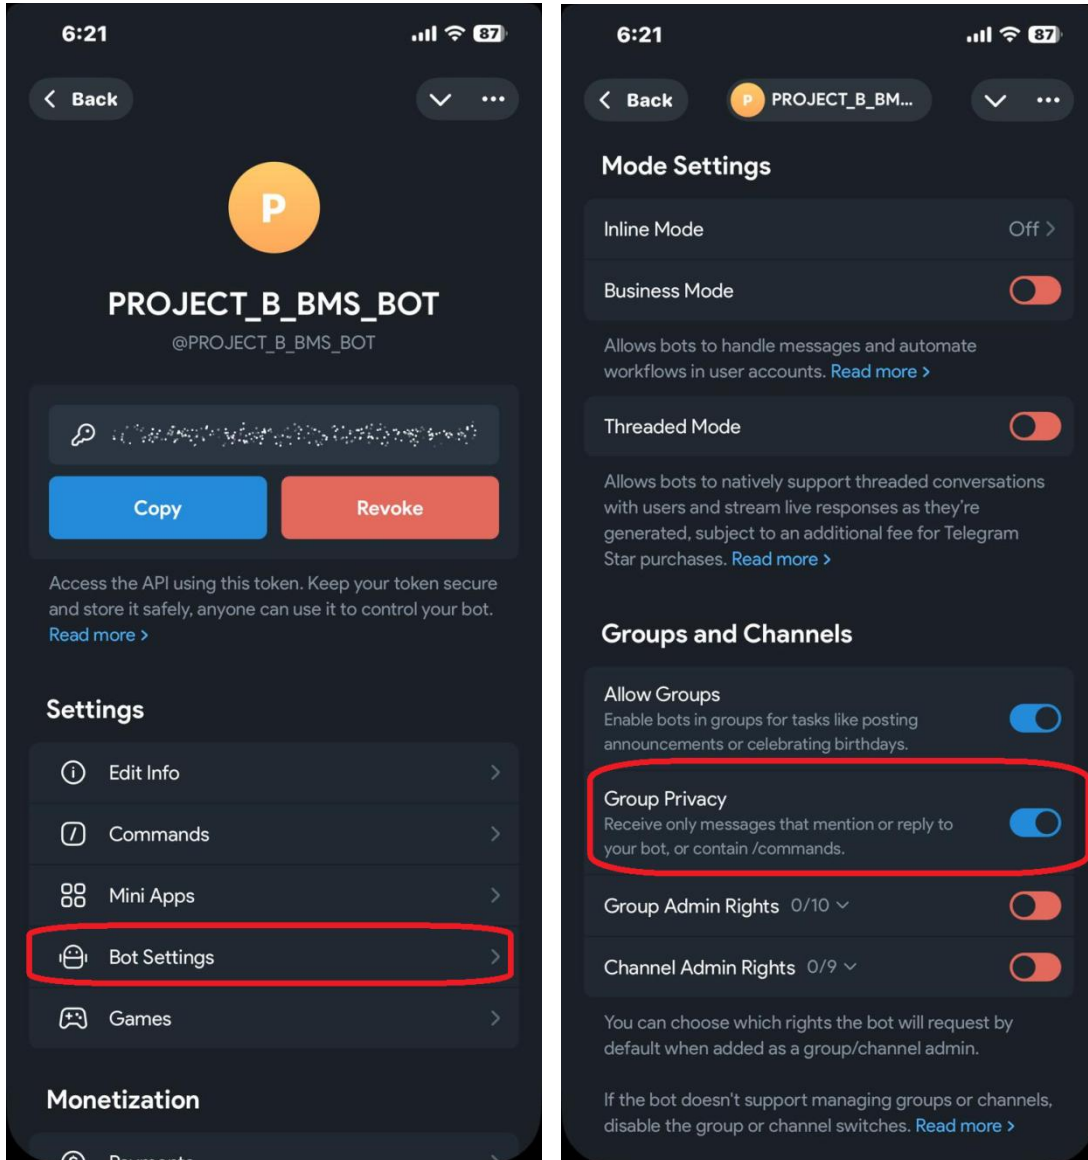 6:21
87
Back
P
PROJECT_B_BMS_BOT
@PROJECT_B_BMS_BOT
Copy
Revoke
Access the API using this token. Keep your token secure
and store it safely, anyone can use it to control your bot.
Read more >
Settings
Edit Info
Commands
Mini Apps
Bot Settings
Games
Monetization
Payments
6:21
87
Back
P PROJECT_B_BM...
Mode Settings
Inline Mode Off >
Business Mode
Allows bots to handle messages and automate
workflows in user accounts. Read more >
Threaded Mode
Allows bots to natively support threaded conversations
with users and stream live responses as they’re
generated, subject to an additional fee for Telegram
Star purchases. Read more >
Groups and Channels
Allow Groups
Enable bots in groups for tasks like posting
announcements or celebrating birthdays.
Group Privacy
Receive only messages that mention or reply to
your bot, or contain /commands.
Group Admin Rights 0/10
Channel Admin Rights 0/9
You can choose which rights the bot will request by
default when added as a group/channel admin.
If the bot doesn't support managing groups or channels,
disable the group or channel switches. Read more >